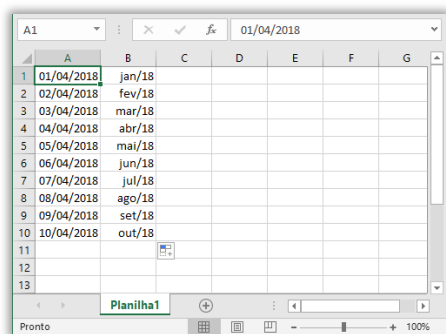 A1 fx 01/04/2018
A B C D E F G
1 01/04/2018 jan/18
2 02/04/2018 fev/18
3 03/04/2018 mar/18
4 04/04/2018 abr/18
5 05/04/2018 mai/18
6 06/04/2018 jun/18
7 07/04/2018 jul/18
8 08/04/2018 ago/18
9 09/04/2018 set/18
10 10/04/2018 out/18
11
12
13
Planilha1
Pronto 100%